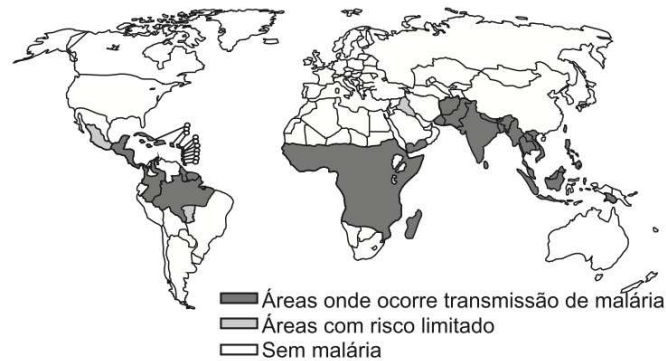 Áreas onde ocorre transmissão de malária
Áreas com risco limitado
Sem malária